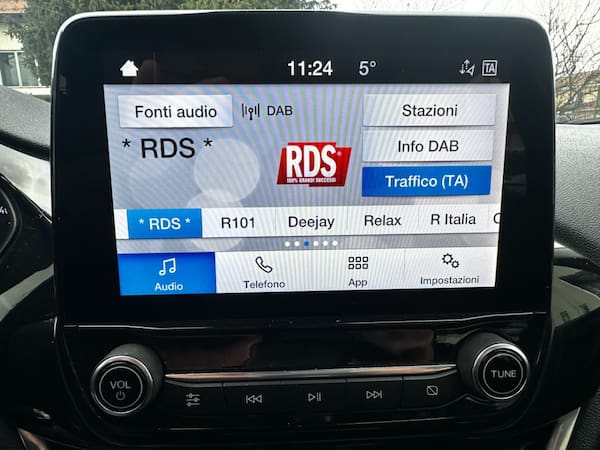 11:24 5° TA
Fonti audio DAB Stazioni
* RDS * Info DAB
RDS
100% GRANDI SUCCESSI
Traffico (TA)
* RDS * R101 Deejay Relax R Italia
Audio Telefono App Impostazioni
VOL TUNE